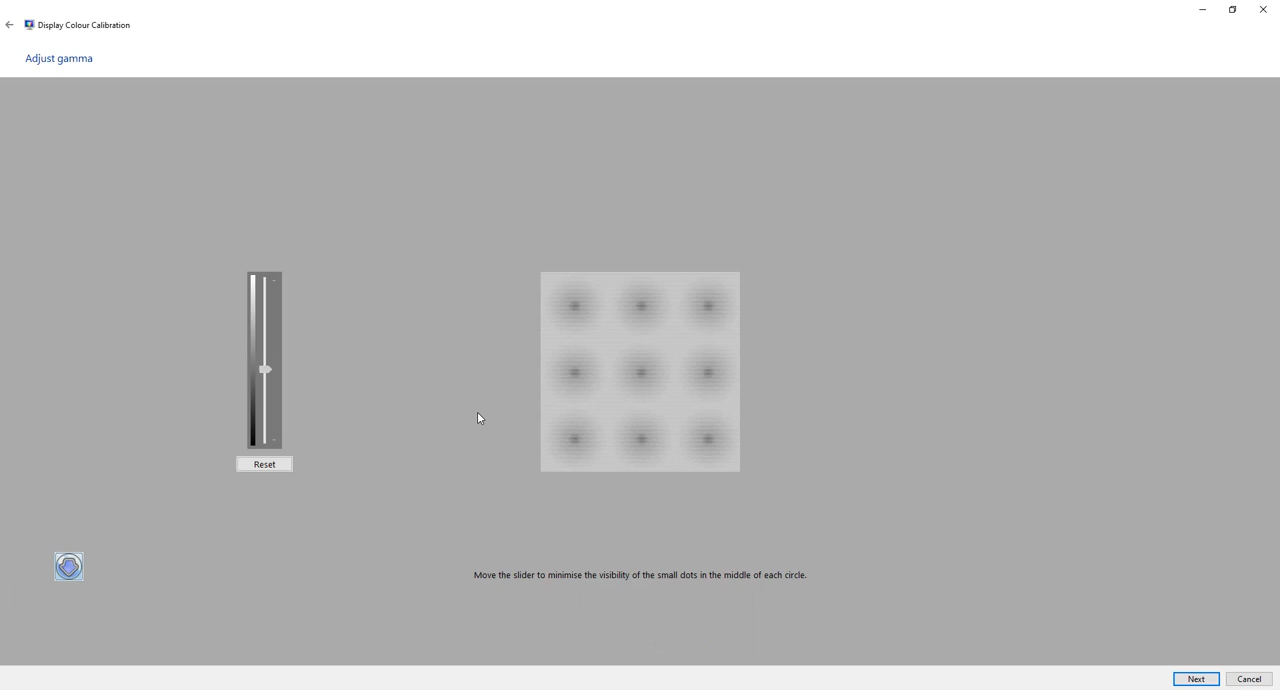 Display Colour Calibration
Adjust gamma
Reset
Move the slider to minimise the visibility of the small dots in the middle of each circle.
Next
Cancel